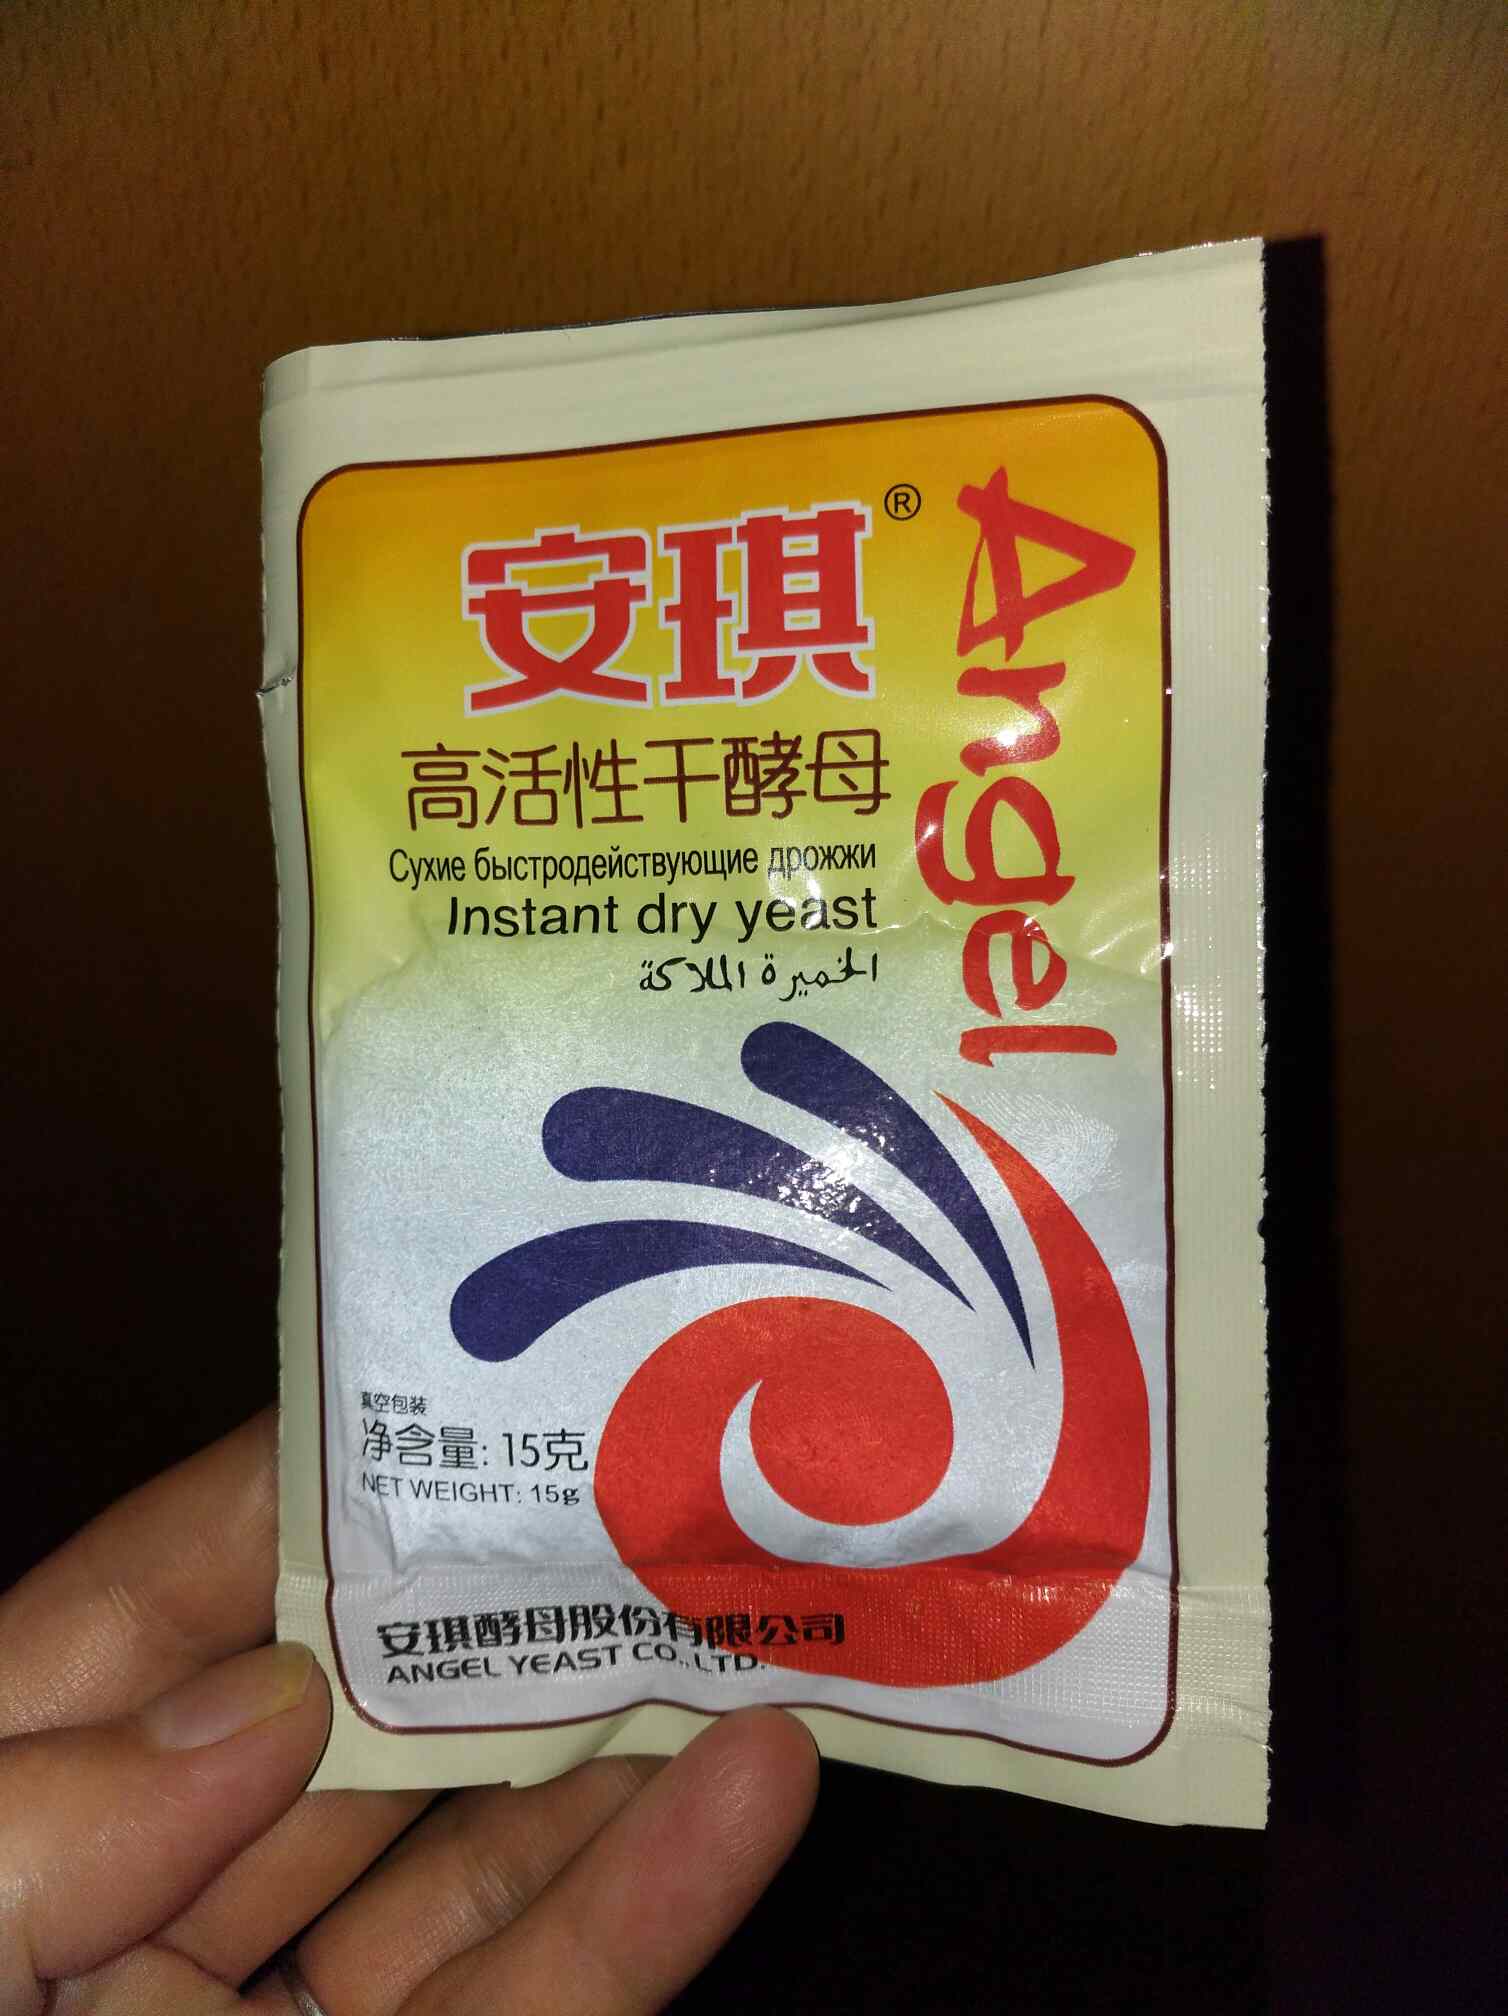 安琪®
Angel
高活性干酵母
Сухие быстродействующие дрожжи
Instant dry yeast
الخميرة الملاكة
真空包装
净含量: 15克
NET WEIGHT: 15g
安琪酵母股份有限公司
ANGEL YEAST CO., LTD.